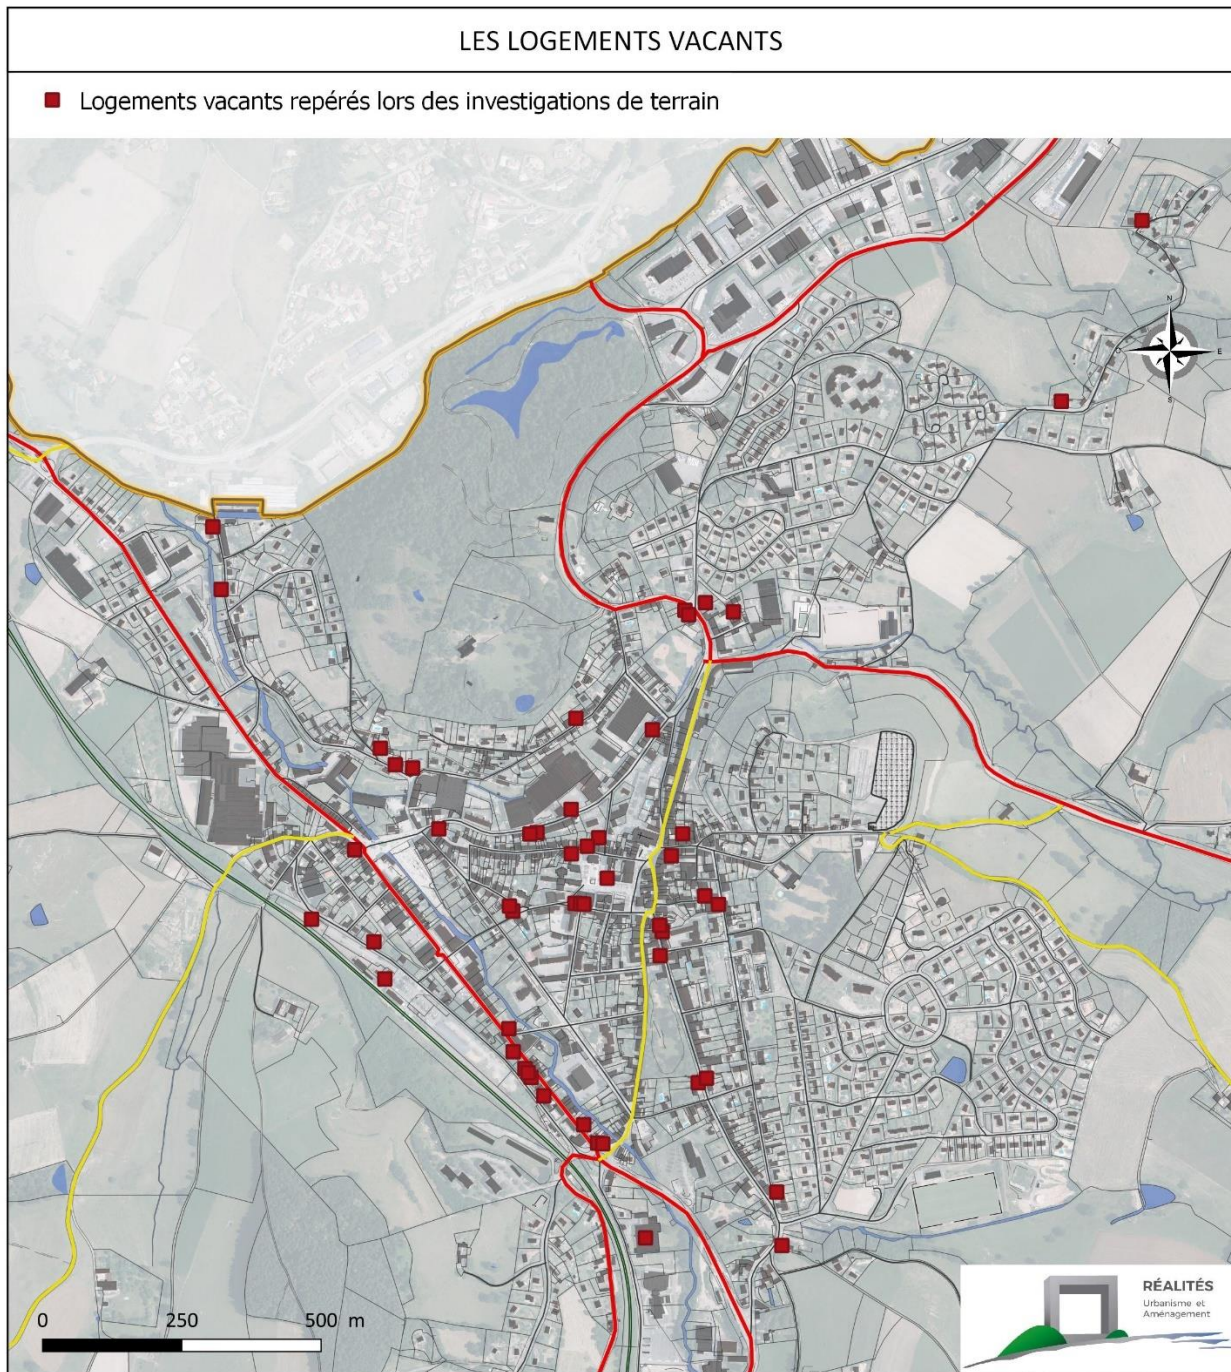 LES LOGEMENTS VACANTS
Logements vacants repérés lors des investigations de terrain
N
E
S
0 250 500 m
RÉALITÉS
Urbanisme et
Aménagement